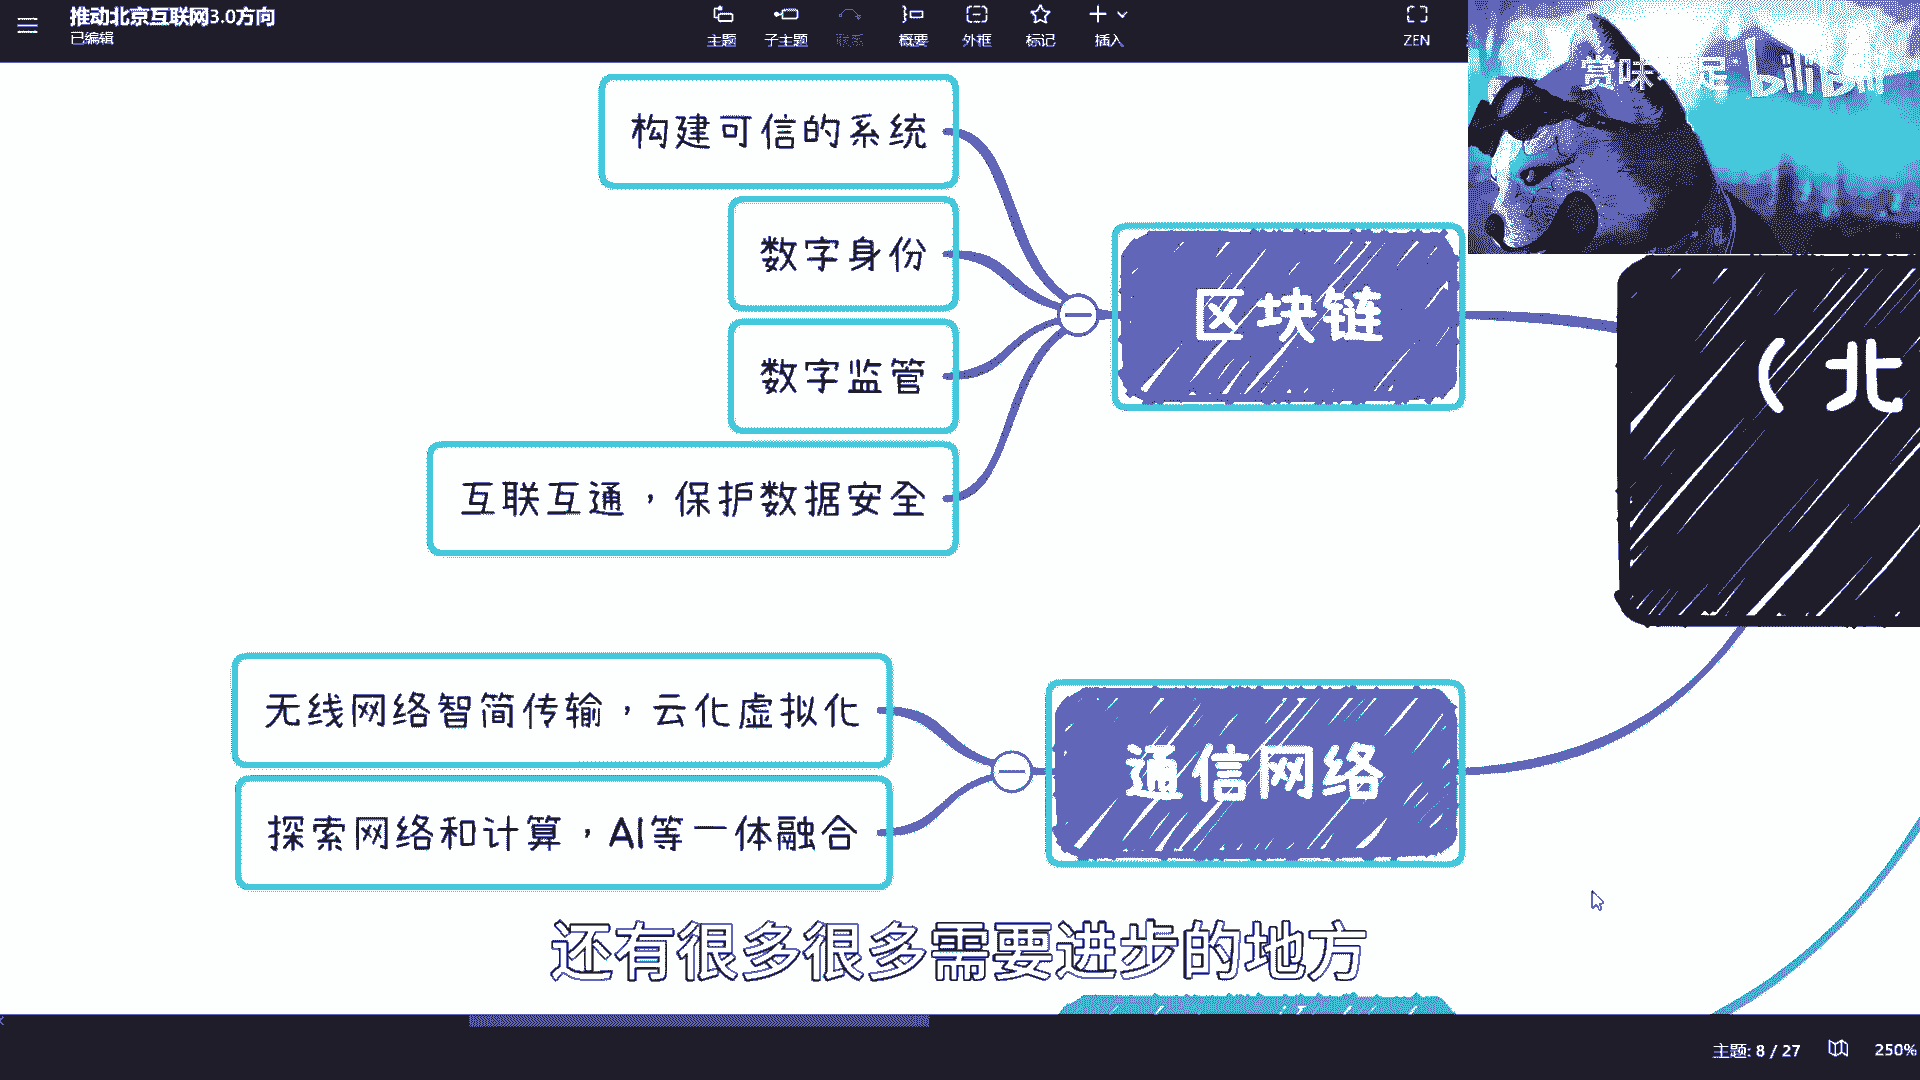 推动北京互联网3.0方向
已编辑
主题
子主题
联系
概要
外框
标记
插入
ZEN
赏味不足
bilibili
构建可信的系统
数字身份
数字监管
互联互通，保护数据安全
区块链
（北
无线网络智简传输，云化虚拟化
探索网络和计算，AI等一体融合
通信网络
还有很多很多需要进步的地方
主题: 8 / 27
250%